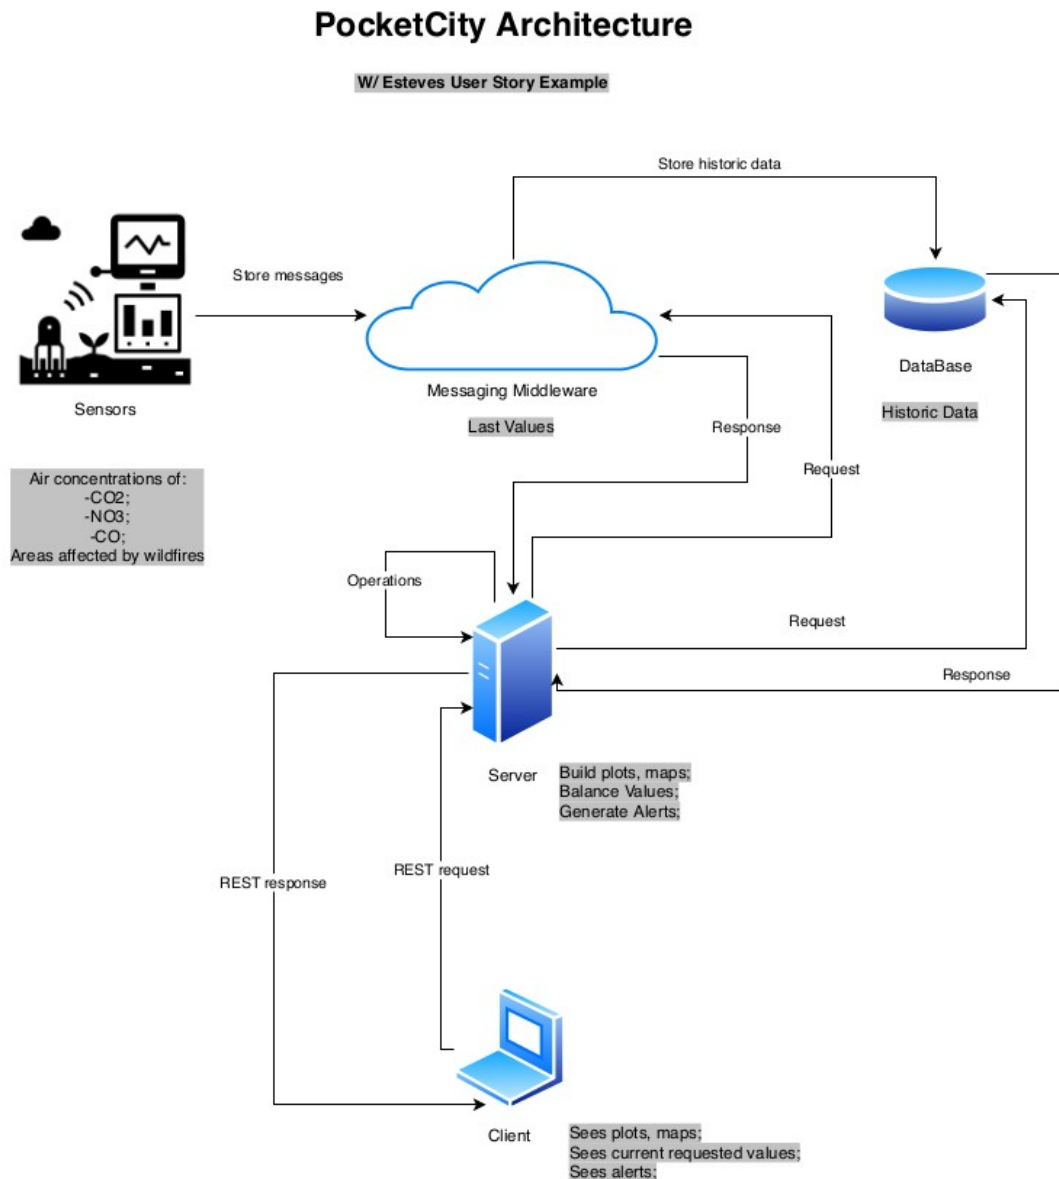 PocketCity Architecture
W/ Esteves User Story Example
Store historic data
Store messages
DataBase
Historic Data
Messaging Middleware
Last Values
Sensors
Response
Request
Air concentrations of:
-CO2;
-NO3;
-CO;
Areas affected by wildfires
Operations
Request
Response
Server
Build plots, maps;
Balance Values;
Generate Alerts;
REST request
REST response
Client
Sees plots, maps;
Sees current requested values;
Sees alerts;